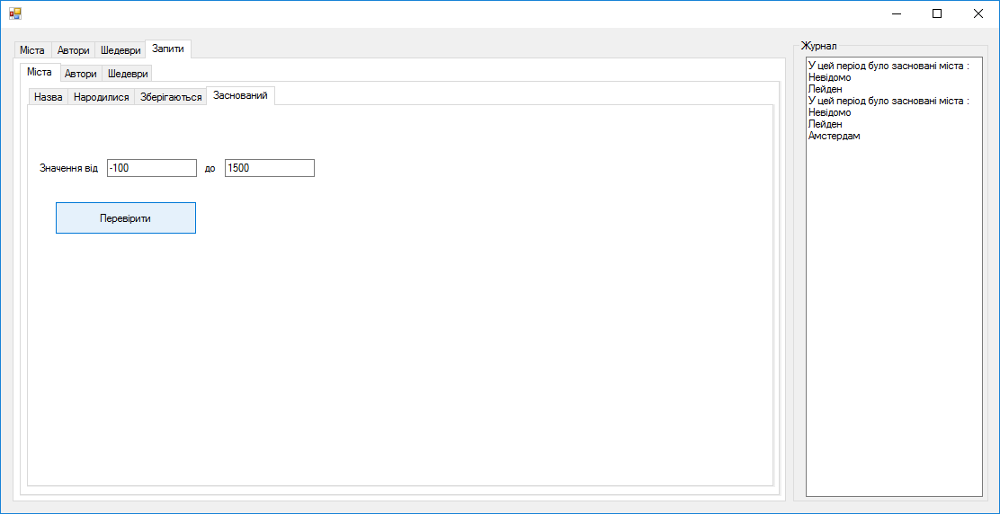 Міста Автори Шедеври Запити
Міста Автори Шедеври
Назва Народилися Зберігаються Заснований
Значення від -100 до 1500
Перевірити
Журнал
У цей період було засновані міста :
Невідомо
Лейден
У цей період було засновані міста :
Невідомо
Лейден
Амстердам